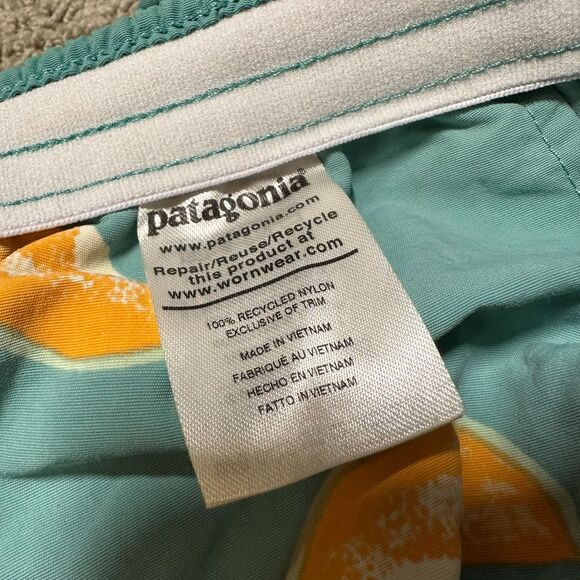 patagonia®
www.patagonia.com
Repair/Reuse/Recycle
this product at
www.wornwear.com
100% RECYCLED NYLON
EXCLUSIVE OF TRIM
MADE IN VIETNAM
FABRIQUÉ AU VIETNAM
HECHO EN VIETNAM
FATTO IN VIETNAM